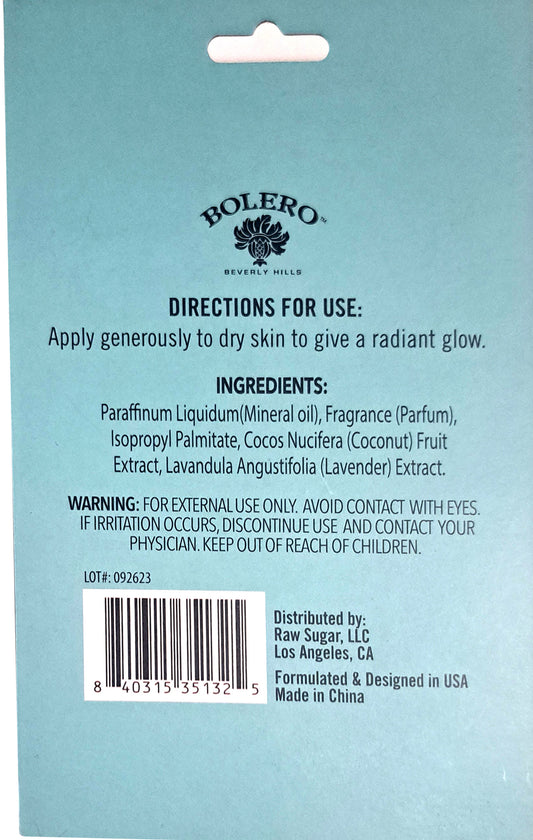 BOLERO™
BEVERLY HILLS
DIRECTIONS FOR USE:
Apply generously to dry skin to give a radiant glow.
INGREDIENTS:
Paraffinum Liquidum(Mineral oil), Fragrance (Parfum),
Isopropyl Palmitate, Cocos Nucifera (Coconut) Fruit
Extract, Lavandula Angustifolia (Lavender) Extract.
WARNING: FOR EXTERNAL USE ONLY. AVOID CONTACT WITH EYES.
IF IRRITATION OCCURS, DISCONTINUE USE AND CONTACT YOUR
PHYSICIAN. KEEP OUT OF REACH OF CHILDREN.
LOT#: 092623
8 40315 35132 5
Distributed by:
Raw Sugar, LLC
Los Angeles, CA
Formulated & Designed in USA
Made in China